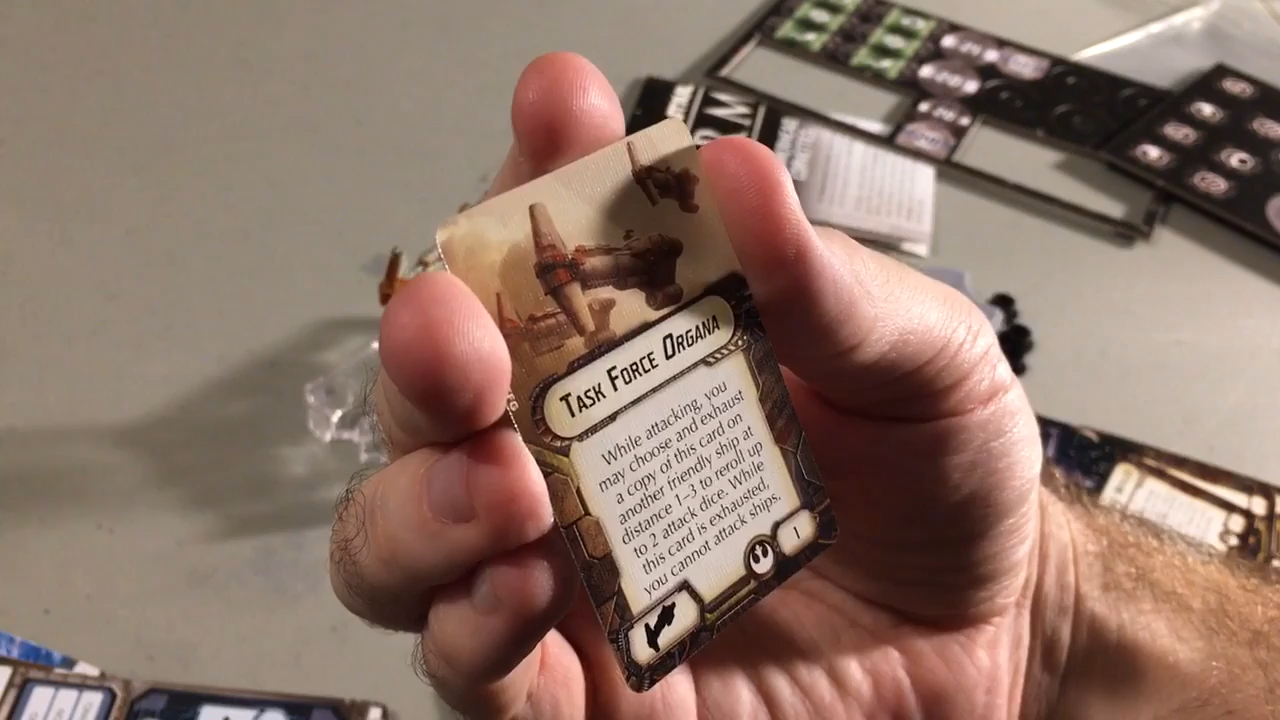 TASK FORCE ORGANA
While attacking, you
may choose and exhaust
a copy of this card on
another friendly ship at
distance 1–3 to reroll up
to 2 attack dice. While
this card is exhausted,
you cannot attack ships.
1